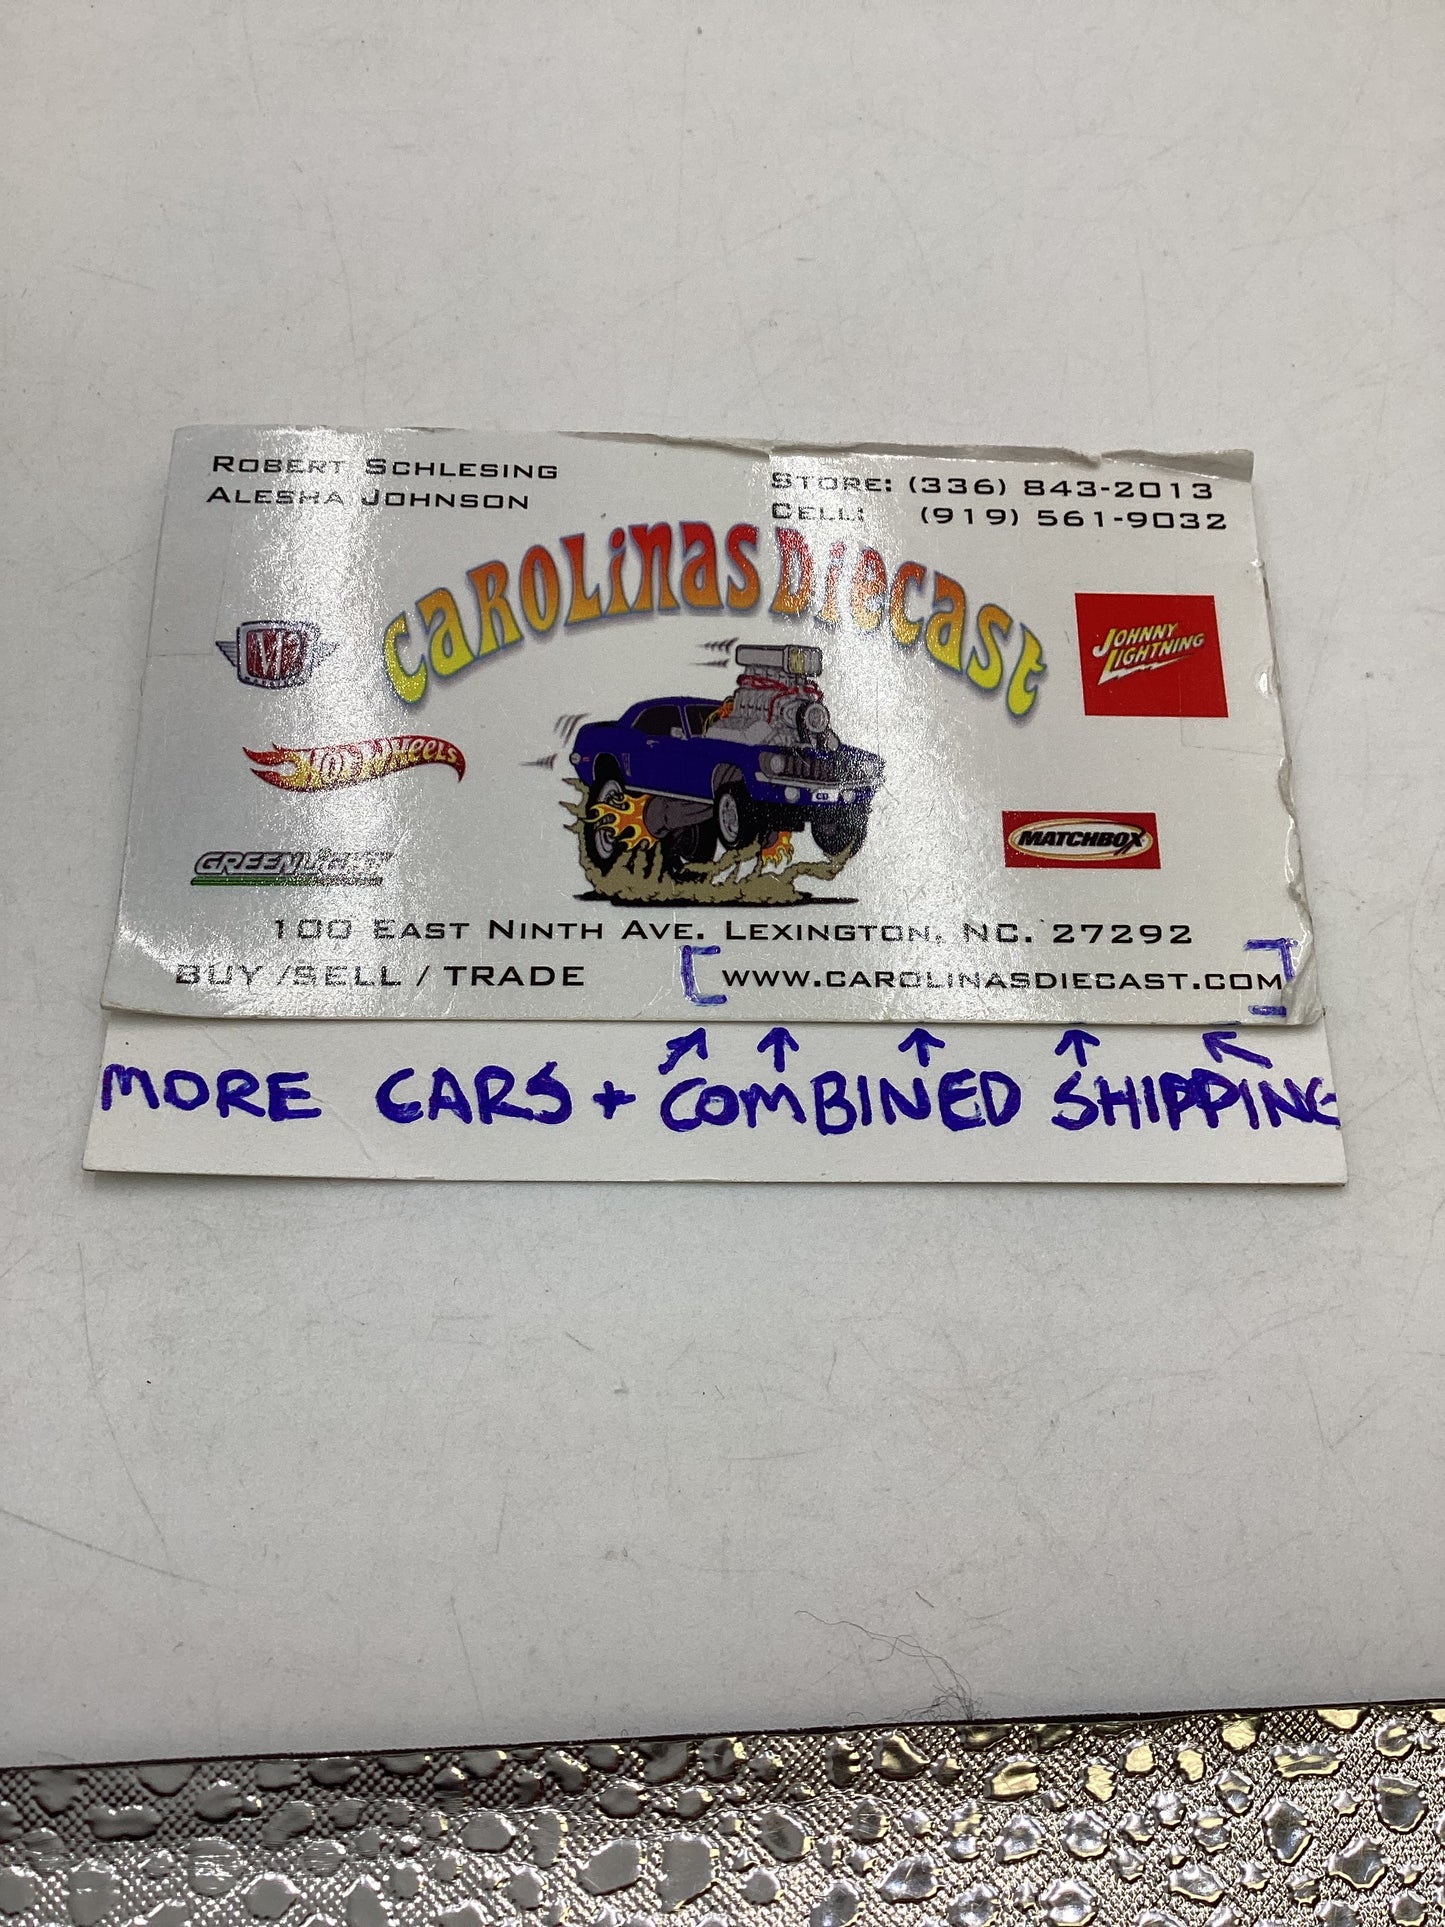 ROBERT SCHLESING
ALESHA JOHNSON
STORE: (336) 843-2013
CELL: (919) 561-9032
CAROLINAS DIECAST
M2
JOHNNY LIGHTNING
HOT WHEELS
MATCHBOX
GREENLIGHT
100 EAST NINTH AVE. LEXINGTON, NC. 27292
BUY /SELL / TRADE
WWW.CAROLINASDIECAST.COM
MORE CARS + COMBINED SHIPPING